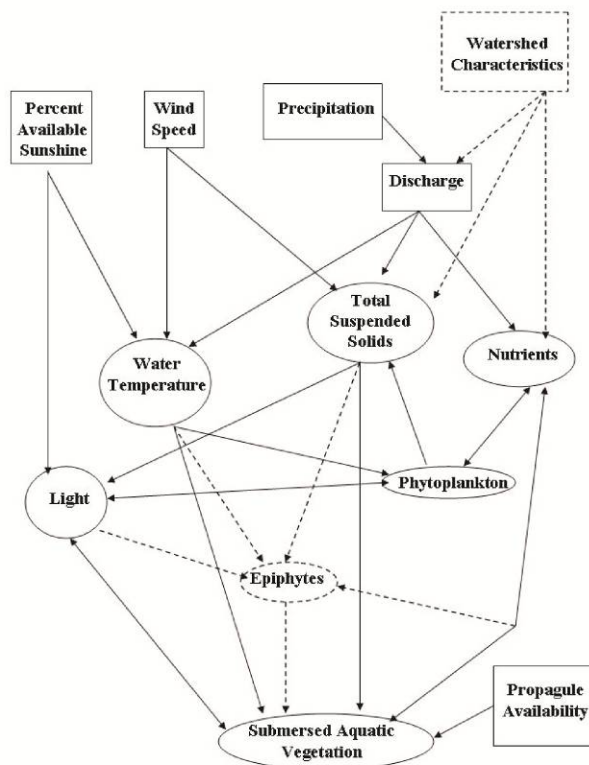 Watershed
Characteristics
Percent
Available
Sunshine
Wind
Speed
Precipitation
Discharge
Total
Suspended
Solids
Water
Temperature
Nutrients
Light
Phytoplankton
Epiphytes
Propagule
Availability
Submersed Aquatic
Vegetation